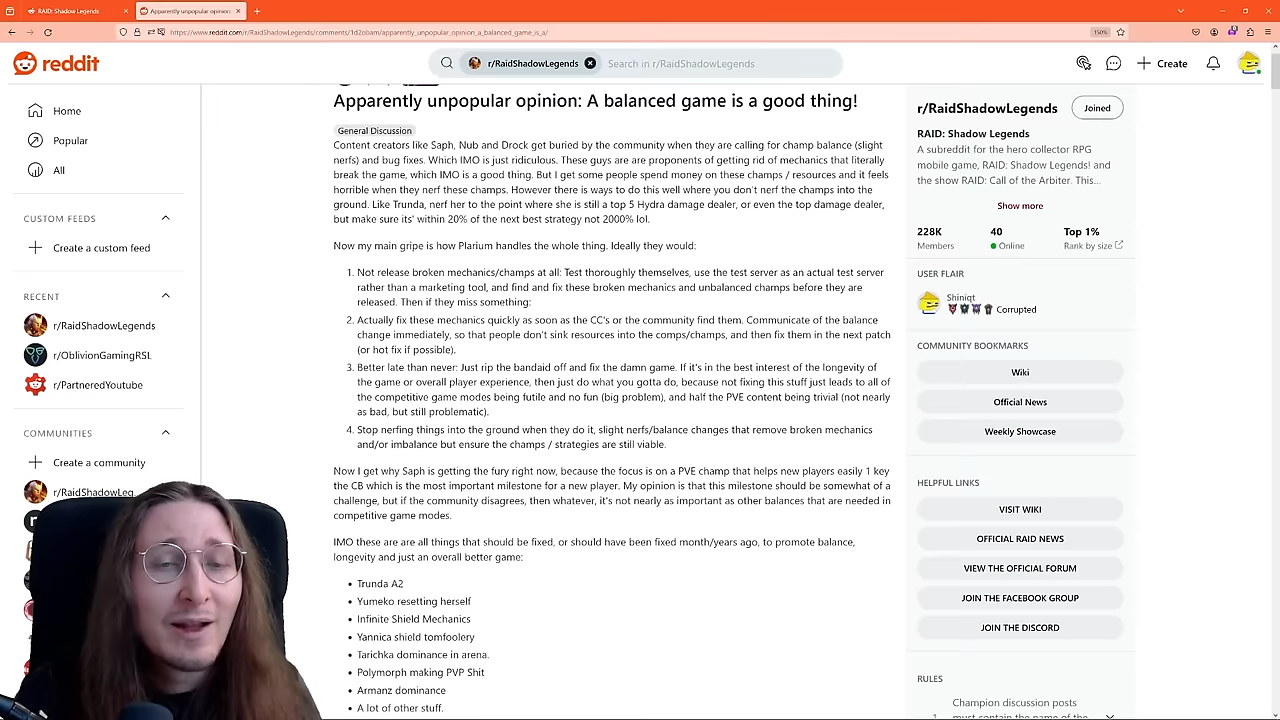 RAID: Shadow Legends
Apparently unpopular opinion:
https://www.reddit.com/r/RaidShadowLegends/comments/1d2obam/apparently_unpopular_opinion_a_balanced_game_is_a/
150%
reddit
r/RaidShadowLegends
Search in r/RaidShadowLegends
Create
Home
Popular
All
CUSTOM FEEDS
Create a custom feed
RECENT
r/RaidShadowLegends
r/OblivionGamingRSL
r/PartneredYoutube
COMMUNITIES
Create a community
r/RaidShadowLeg
Apparently unpopular opinion: A balanced game is a good thing!
General Discussion
Content creators like Saph, Nub and Drock get buried by the community when they are calling for champ balance (slight
nerfs) and bug fixes. Which IMO is just ridiculous. These guys are are proponents of getting rid of mechanics that literally
break the game, which IMO is a good thing. But I get some people spend money on these champs / resources and it feels
horrible when they nerf these champs. However there is ways to do this well where you don't nerf the champs into the
ground. Like Trunda, nerf her to the point where she is still a top 5 Hydra damage dealer, or even the top damage dealer,
but make sure its' within 20% of the next best strategy not 2000% lol.
Now my main gripe is how Plarium handles the whole thing. Ideally they would:
1. Not release broken mechanics/champs at all: Test thoroughly themselves, use the test server as an actual test server
rather than a marketing tool, and find and fix these broken mechanics and unbalanced champs before they are
released. Then if they miss something:
2. Actually fix these mechanics quickly as soon as the CC's or the community find them. Communicate of the balance
change immediately, so that people don't sink resources into the comps/champs, and then fix them in the next patch
(or hot fix if possible).
3. Better late than never: Just rip the bandaid off and fix the damn game. If it's in the best interest of the longevity of
the game or overall player experience, then just do what you gotta do, because not fixing this stuff just leads to all of
the competitive game modes being futile and no fun (big problem), and half the PVE content being trivial (not nearly
as bad, but still problematic).
4. Stop nerfing things into the ground when they do it, slight nerfs/balance changes that remove broken mechanics
and/or imbalance but ensure the champs / strategies are still viable.
Now I get why Saph is getting the fury right now, because the focus is on a PVE champ that helps new players easily 1 key
the CB which is the most important milestone for a new player. My opinion is that this milestone should be somewhat of a
challenge, but if the community disagrees, then whatever, it's not nearly as important as other balances that are needed in
competitive game modes.
IMO these are are all things that should be fixed, or should have been fixed month/years ago, to promote balance,
longevity and just an overall better game:
• Trunda A2
• Yumeko resetting herself
• Infinite Shield Mechanics
• Yannica shield tomfoolery
• Tarichka dominance in arena.
• Polymorph making PVP Shit
• Armanz dominance
• A lot of other stuff.
r/RaidShadowLegends
Joined
RAID: Shadow Legends
A subreddit for the hero collector RPG
mobile game, RAID: Shadow Legends! and
the show RAID: Call of the Arbiter. This...
Show more
228K
40
Top 1%
Members
Online
Rank by size
USER FLAIR
Shiniqt
Corrupted
COMMUNITY BOOKMARKS
Wiki
Official News
Weekly Showcase
HELPFUL LINKS
VISIT WIKI
OFFICIAL RAID NEWS
VIEW THE OFFICIAL FORUM
JOIN THE FACEBOOK GROUP
JOIN THE DISCORD
RULES
1
Champion discussion posts
must contain the name of the